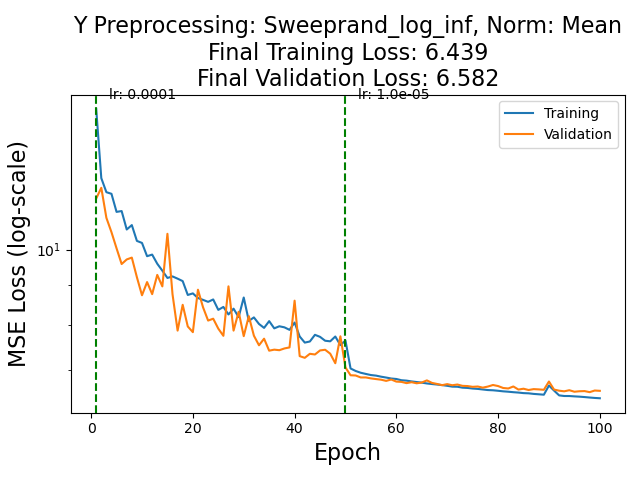 Y Preprocessing: Sweeprand_log_inf, Norm: Mean
Final Training Loss: 6.439
Final Validation Loss: 6.582
lr: 0.0001
lr: 1.0e-05
Training
Validation
10¹
MSE Loss (log-scale)
0 20 40 60 80 100
Epoch